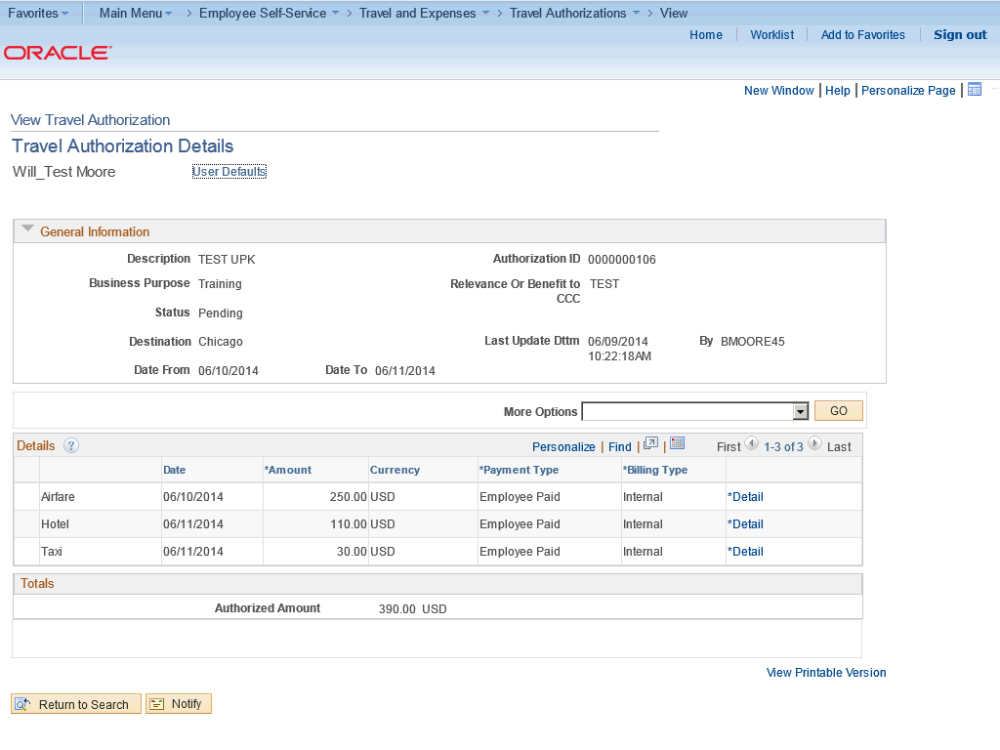 Favorites Main Menu > Employee Self-Service > Travel and Expenses > Travel Authorizations > View
Home Worklist Add to Favorites Sign out
ORACLE
New Window | Help | Personalize Page |
View Travel Authorization
Travel Authorization Details
Will_Test Moore User Defaults
General Information
Description TEST UPK Authorization ID 0000000106
Business Purpose Training Relevance Or Benefit to TEST
CCC
Status Pending
Destination Chicago Last Update Dttm 06/09/2014 By BMOORE45
10:22:18AM
Date From 06/10/2014 Date To 06/11/2014
More Options GO
Details ? Personalize | Find | | First 1-3 of 3 Last
Date *Amount Currency *Payment Type *Billing Type
Airfare 06/10/2014 250.00 USD Employee Paid Internal *Detail
Hotel 06/11/2014 110.00 USD Employee Paid Internal *Detail
Taxi 06/11/2014 30.00 USD Employee Paid Internal *Detail
Totals
Authorized Amount 390.00 USD
View Printable Version
Return to Search Notify